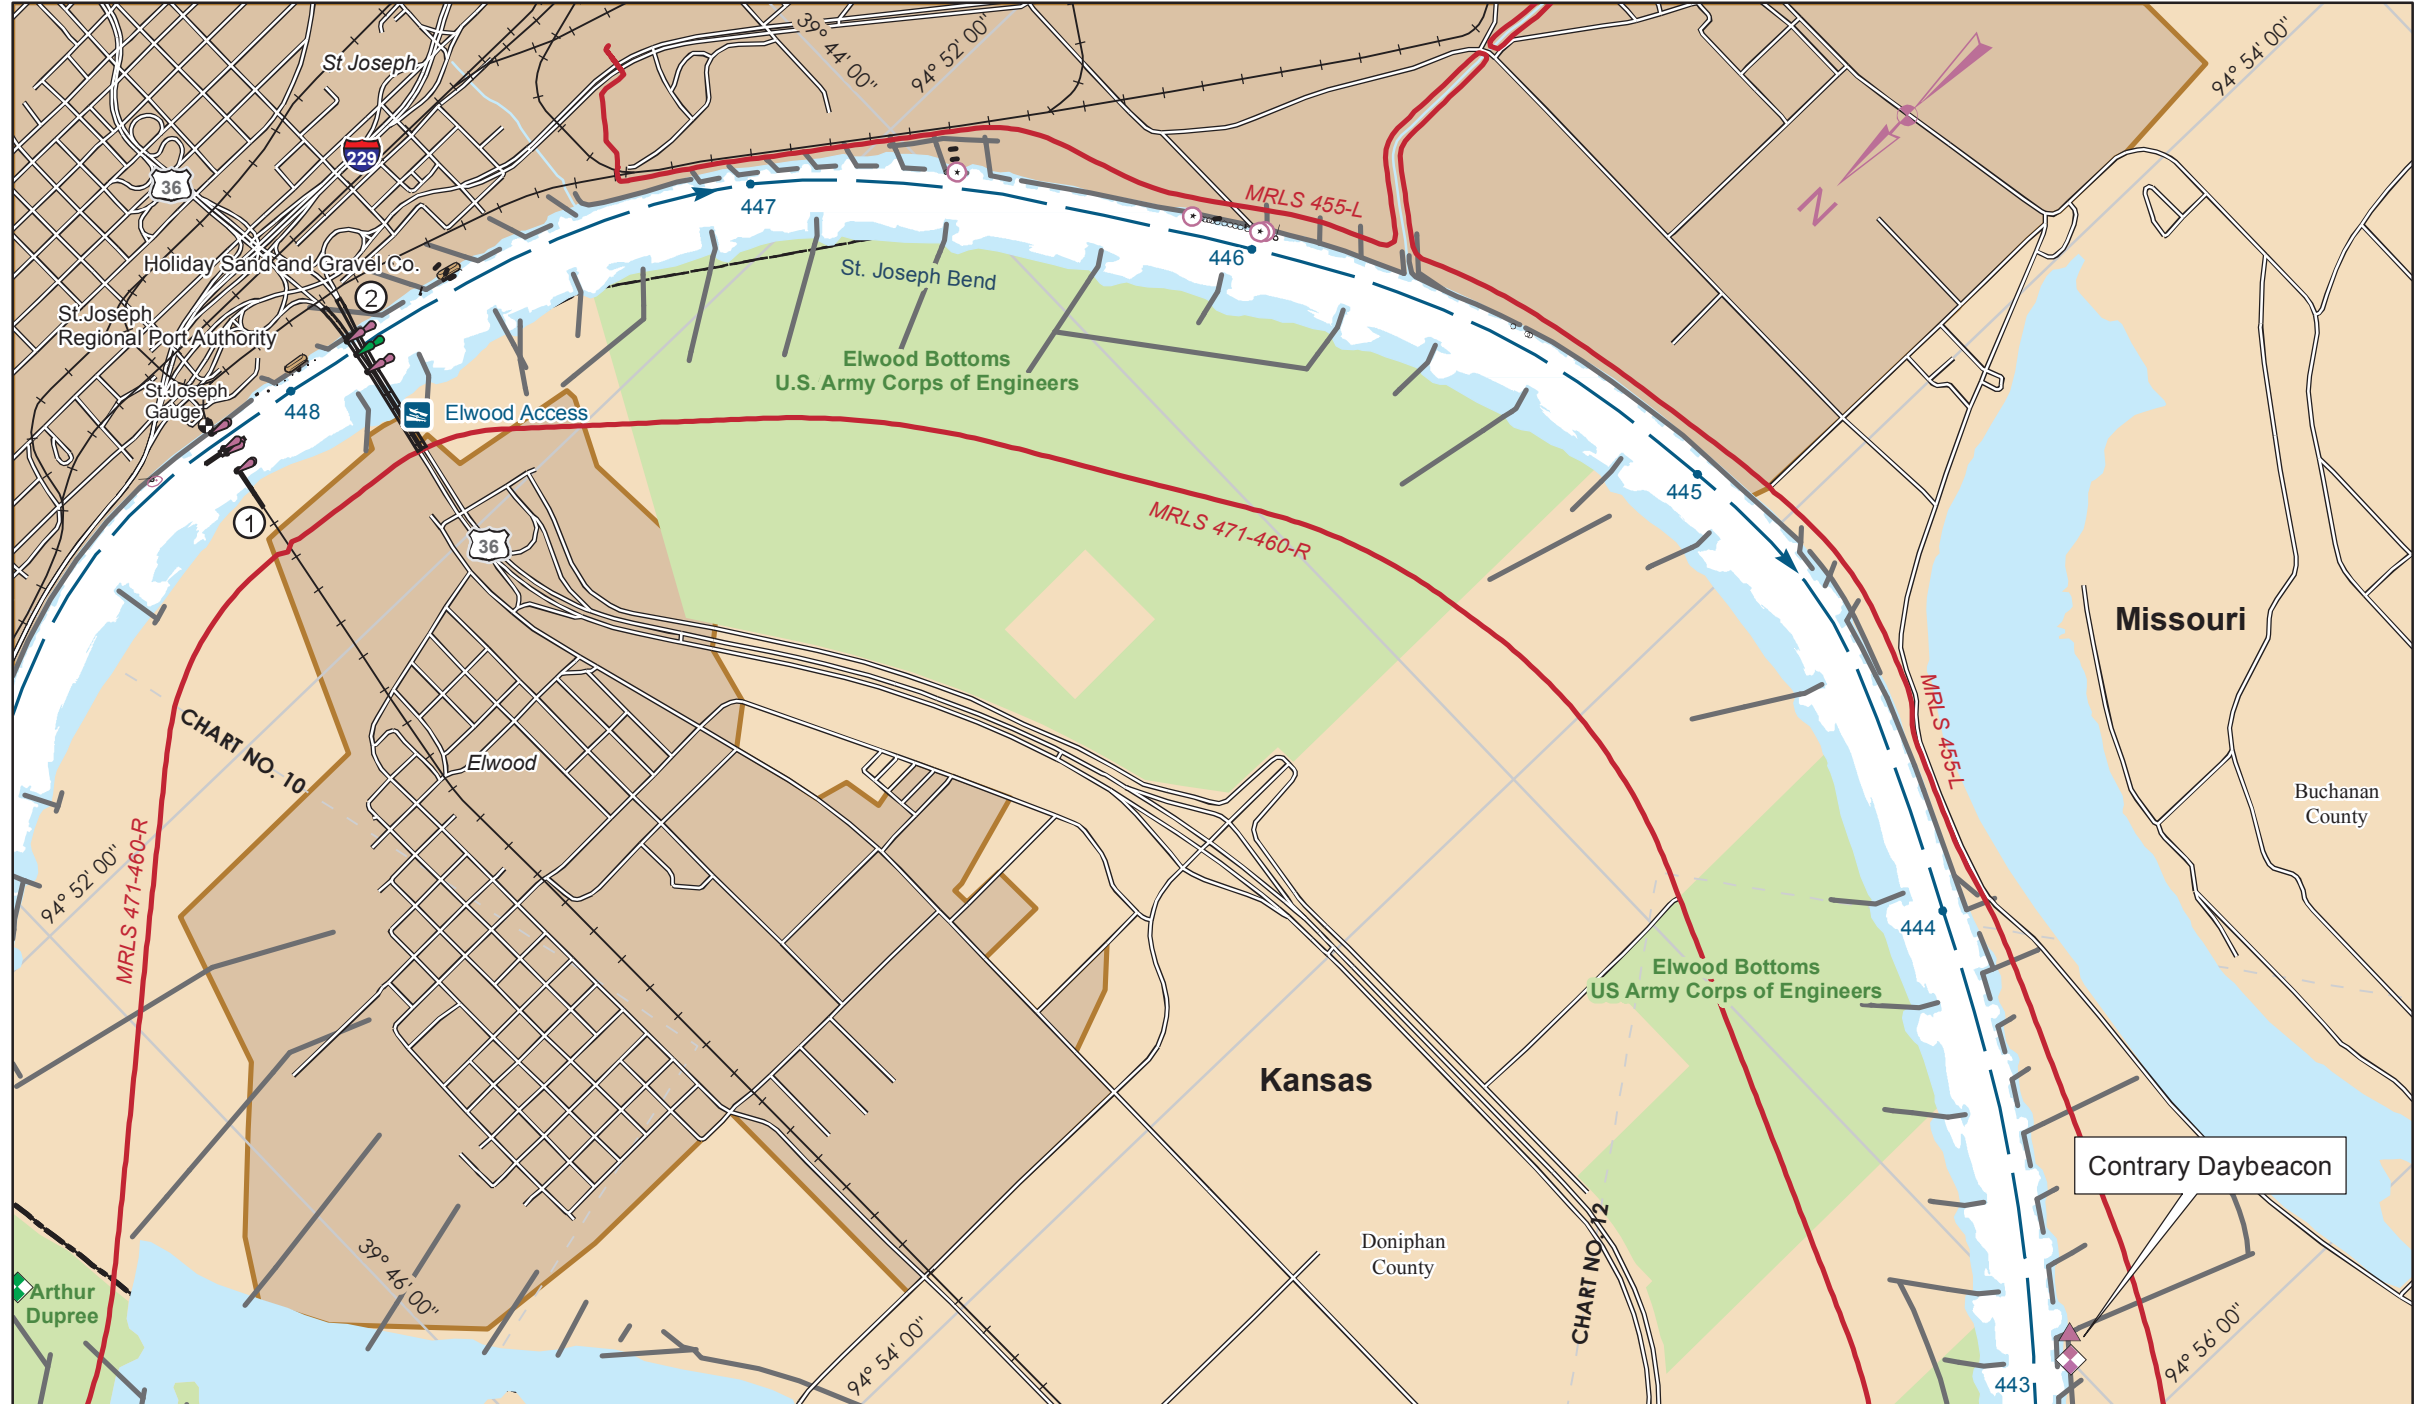 St Joseph
39° 44' 00"
94° 52' 00"
94° 54' 00"
229
36
447
MRLS 455-L
N
Holiday Sand and Gravel Co.
446
St. Joseph Bend
2
St.Joseph
Regional Port Authority
Elwood Bottoms
U.S. Army Corps of Engineers
St.Joseph
Gauge
448
Elwood Access
445
MRLS 471-460-R
1
36
Missouri
MRLS 455-L
CHART NO. 10
Elwood
Buchanan
County
MRLS 471-460-R
94° 52' 00"
444
Elwood Bottoms
US Army Corps of Engineers
Kansas
Contrary Daybeacon
Doniphan
County
CHART NO. 12
39° 46' 00"
Arthur
Dupree
94° 54' 00"
94° 56' 00"
443